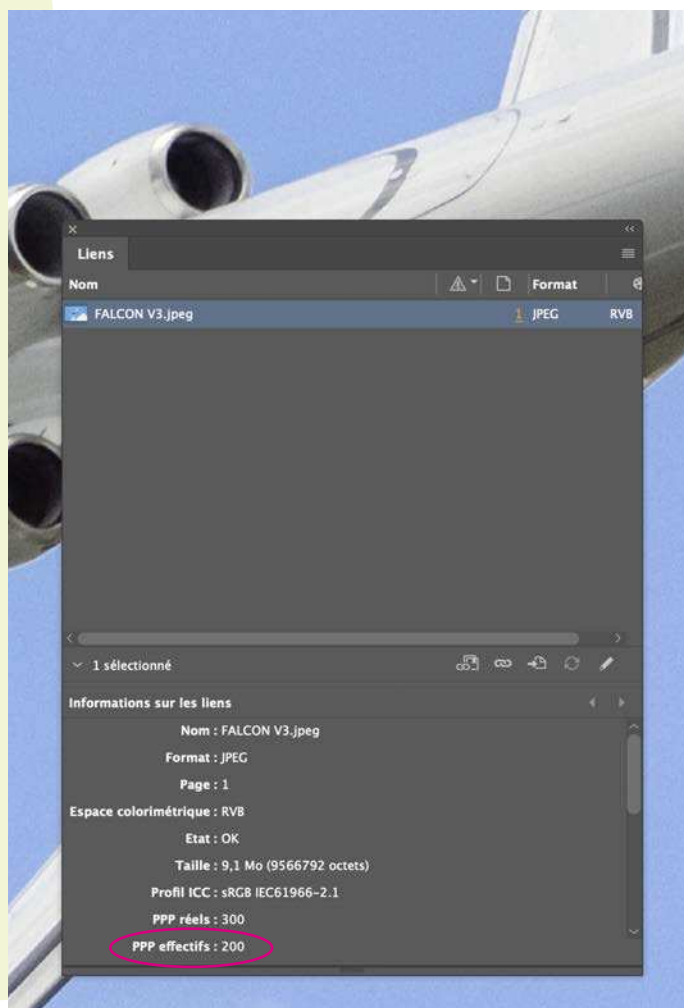 Liens
Nom Format
FALCON V3.jpeg 1 JPEG RVB
1 sélectionné
Informations sur les liens
Nom : FALCON V3.jpeg
Format : JPEG
Page : 1
Espace colorimétrique : RVB
Etat : OK
Taille : 9,1 Mo (9566792 octets)
Profil ICC : sRGB IEC61966-2.1
PPP réels : 300
PPP effectifs : 200